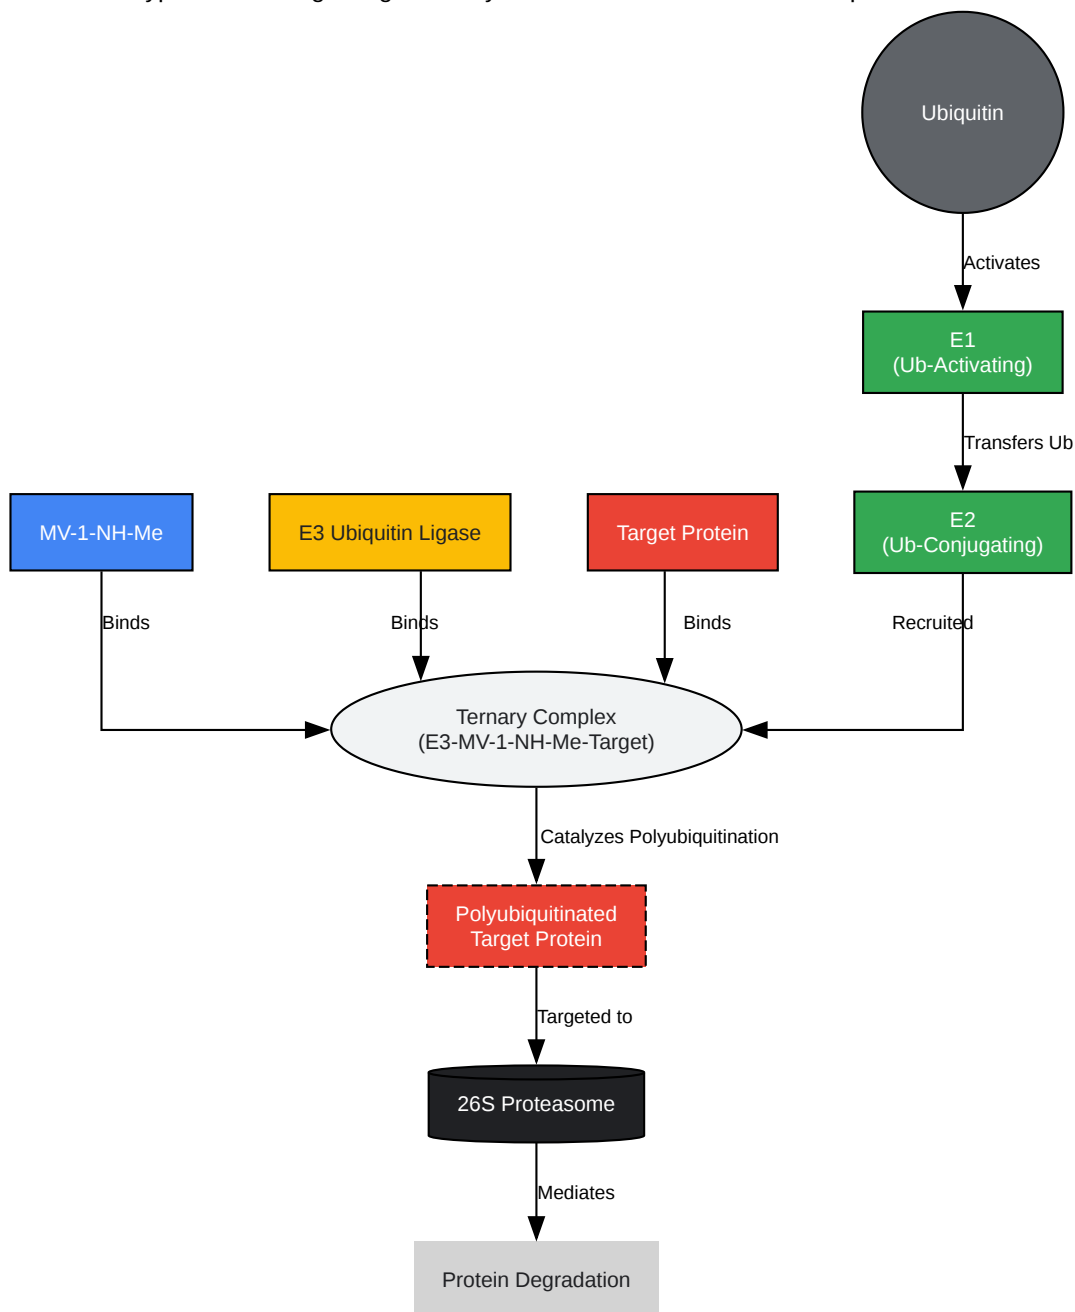 Ubiquitin
Activates
E1
(Ub-Activating)
Transfers Ub
MV-1-NH-Me
E3 Ubiquitin Ligase
Target Protein
E2
(Ub-Conjugating)
Binds
Binds
Binds
Recruited
Ternary Complex
(E3-MV-1-NH-Me-Target)
Catalyzes Polyubiquitination
Polyubiquitinated
Target Protein
Targeted to
26S Proteasome
Mediates
Protein Degradation